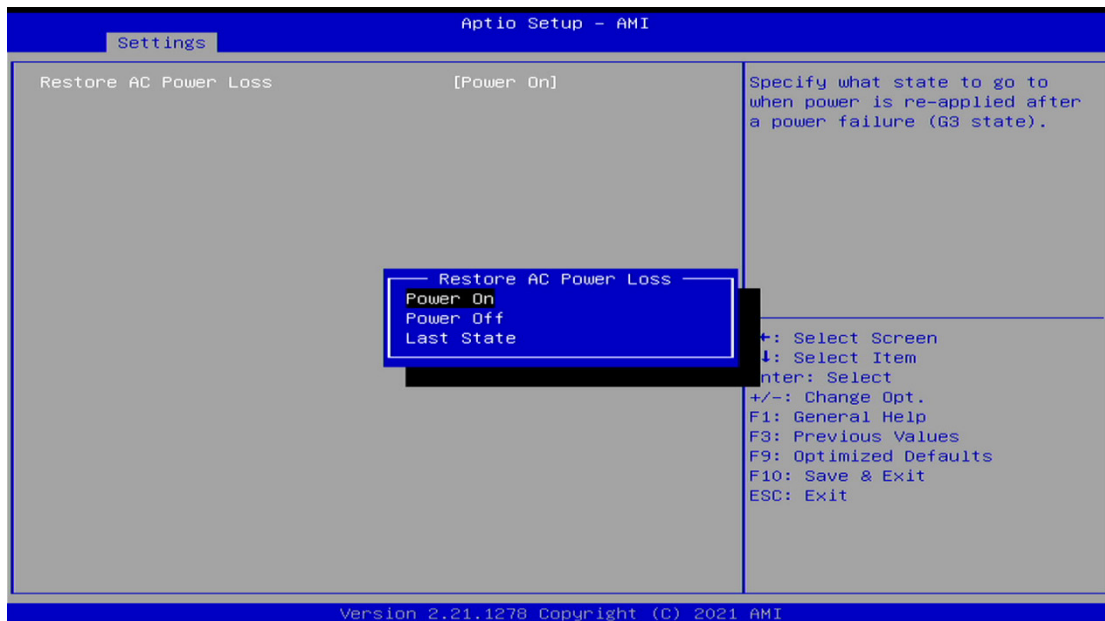 Aptio Setup - AMI
Settings
Restore AC Power Loss [Power On]
Specify what state to go to
when power is re-applied after
a power failure (G3 state).
Restore AC Power Loss
Power On
Power Off
Last State
←: Select Screen
↓: Select Item
nter: Select
+/-: Change Opt.
F1: General Help
F3: Previous Values
F9: Optimized Defaults
F10: Save & Exit
ESC: Exit
Version 2.21.1278 Copyright (C) 2021 AMI